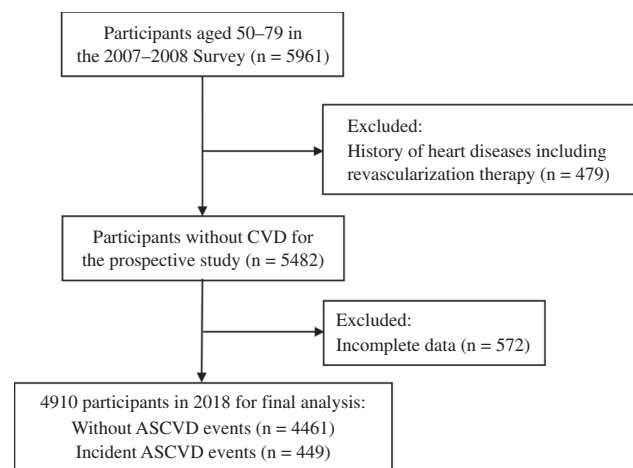 Participants aged 50–79 in
the 2007–2008 Survey (n = 5961)
Excluded:
History of heart diseases including
revascularization therapy (n = 479)
Participants without CVD for
the prospective study (n = 5482)
Excluded:
Incomplete data (n = 572)
4910 participants in 2018 for final analysis:
Without ASCVD events (n = 4461)
Incident ASCVD events (n = 449)